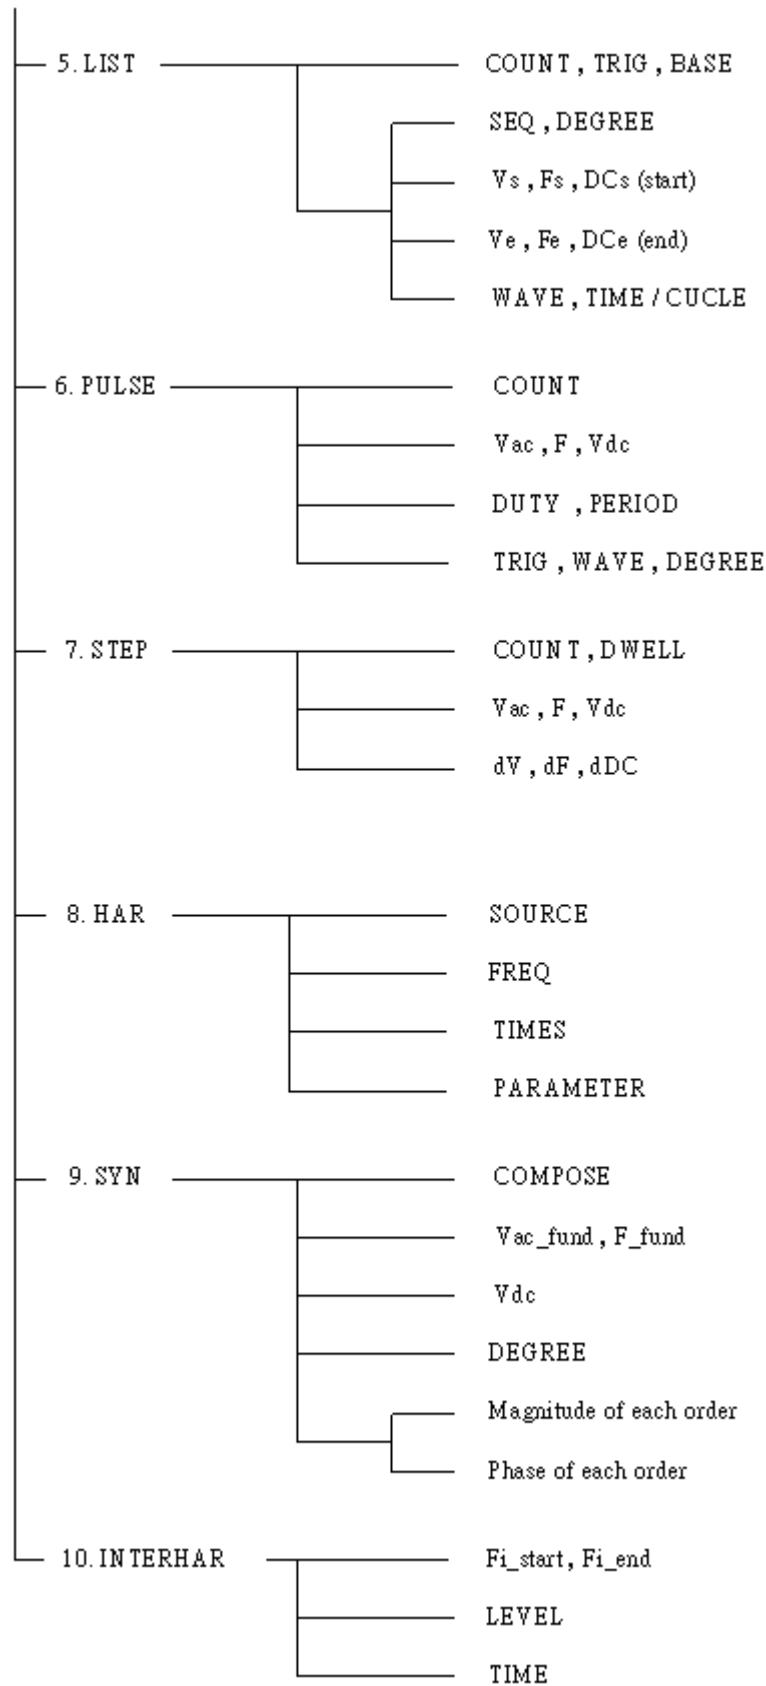 5. LIST COUNT , TRIG , BASE
SEQ , DEGREE
Vs , Fs , DCs (start)
Ve , Fe , DCe (end)
WAVE , TIME / CUCLE
6. PULSE COUNT
Vac , F , Vdc
DUTY , PERIOD
TRIG , WAVE , DEGREE
7. STEP COUNT , DWELL
Vac , F , Vdc
dV , dF , dDC
8. HAR SOURCE
FREQ
TIMES
PARAMETER
9. SYN COMPOSE
Vac_fund , F_fund
Vdc
DEGREE
Magnitude of each order
Phase of each order
10. INTERHAR Fi_start, Fi_end
LEVEL
TIME